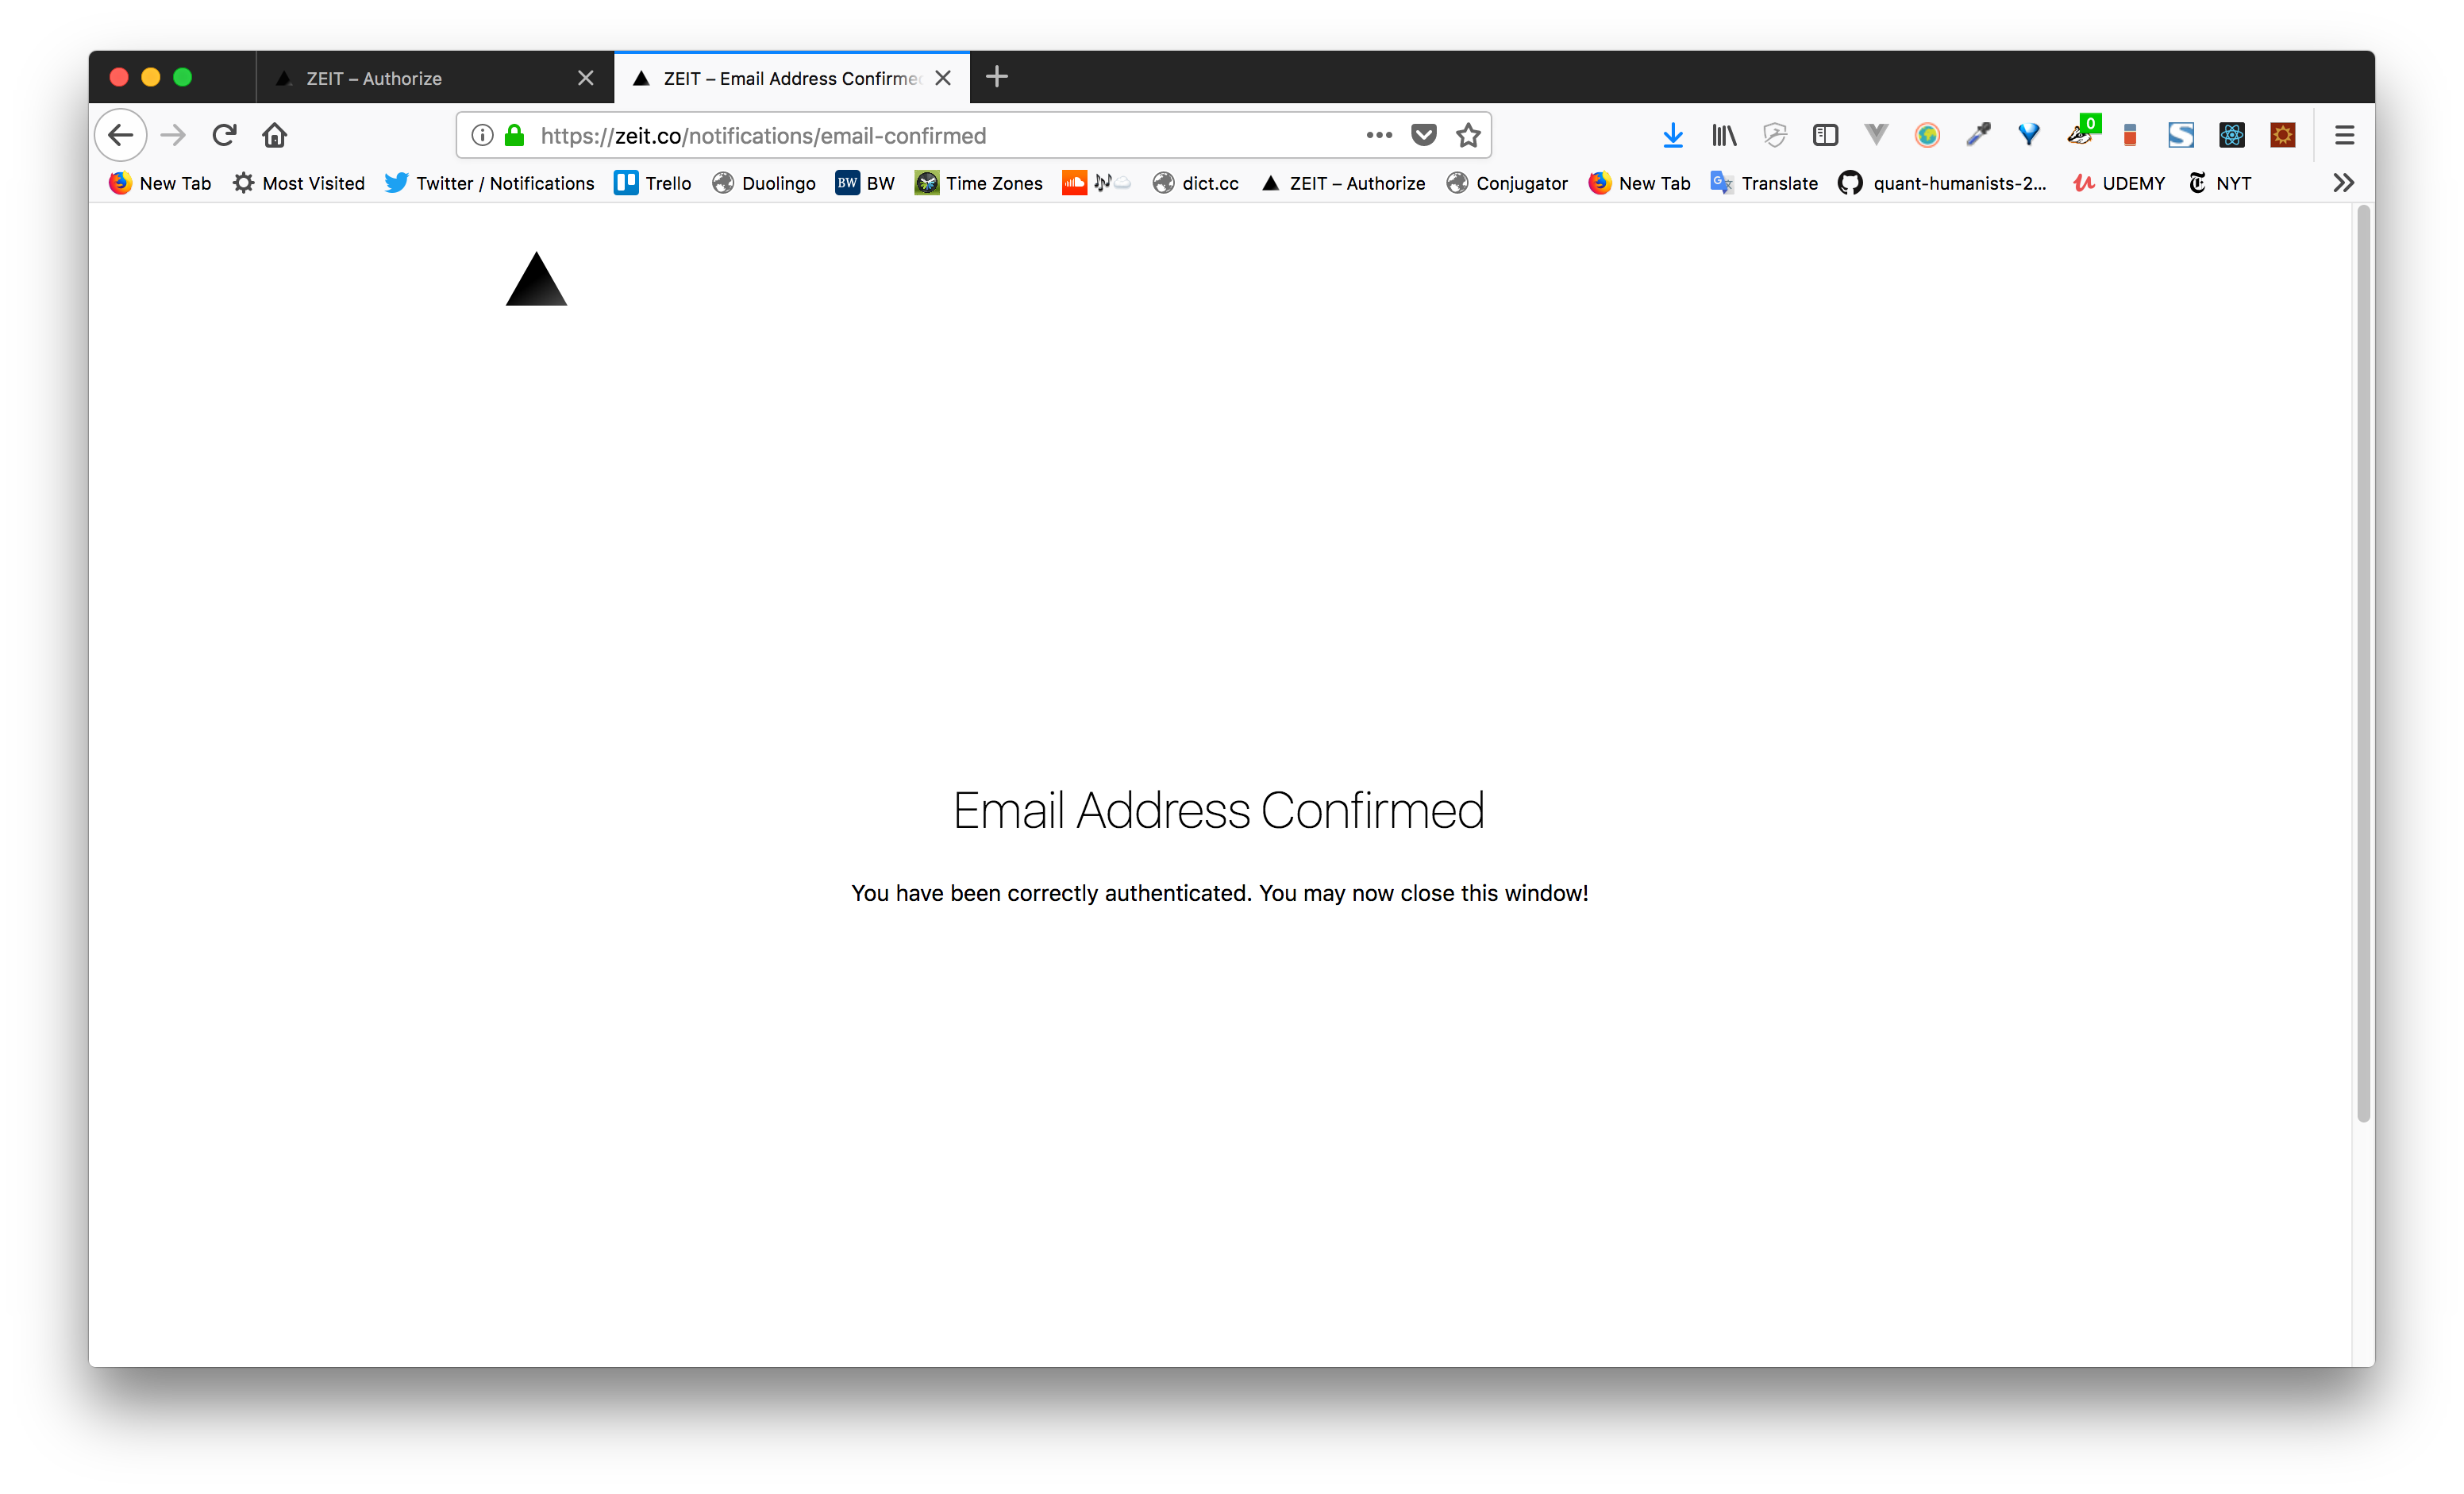 ZEIT – Authorize
ZEIT – Email Address Confirmed
https://zeit.co/notifications/email-confirmed
0
New Tab
Most Visited
Twitter / Notifications
Trello
Duolingo
BW BW
Time Zones
dict.cc
ZEIT – Authorize
Conjugator
New Tab
Translate
quant-humanists-2...
UDEMY
NYT
Email Address Confirmed
You have been correctly authenticated. You may now close this window!